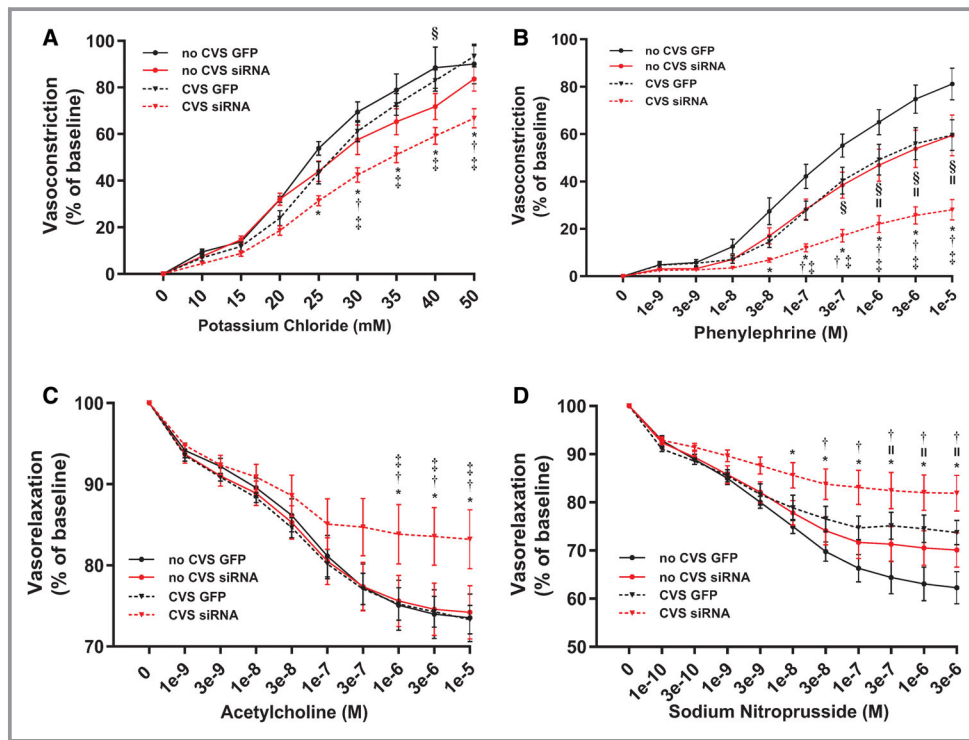 A
no CVS GFP
no CVS siRNA
CVS GFP
CVS siRNA
Vasoconstriction
(% of baseline)
100
80
60
40
20
0
§
*
*
†
‡
*
‡
*
‡
*
†
‡
0
10
15
20
25
30
35
40
50
Potassium Chloride (mM)
B
no CVS GFP
no CVS siRNA
CVS GFP
CVS siRNA
Vasoconstriction
(% of baseline)
100
80
60
40
20
0
*
*
†‡
§
*
†‡
§
||
*
†
‡
§
||
*
†
‡
§
||
*
†
‡
0
1e-9
3e-9
1e-8
3e-8
1e-7
3e-7
1e-6
3e-6
1e-5
Phenylephrine (M)
C
Vasorelaxation
(% of baseline)
100
90
80
70
‡
†
*
‡
†
*
‡
†
*
no CVS GFP
no CVS siRNA
CVS GFP
CVS siRNA
0
1e-9
3e-9
1e-8
3e-8
1e-7
3e-7
1e-6
3e-6
1e-5
Acetylcholine (M)
D
Vasorelaxation
(% of baseline)
100
90
80
70
60
50
*
†
*
†
*
†
||
*
†
||
*
†
||
*
no CVS GFP
no CVS siRNA
CVS GFP
CVS siRNA
0
1e-10
3e-10
1e-9
3e-9
1e-8
3e-8
1e-7
3e-7
1e-6
3e-6
Sodium Nitroprusside (M)